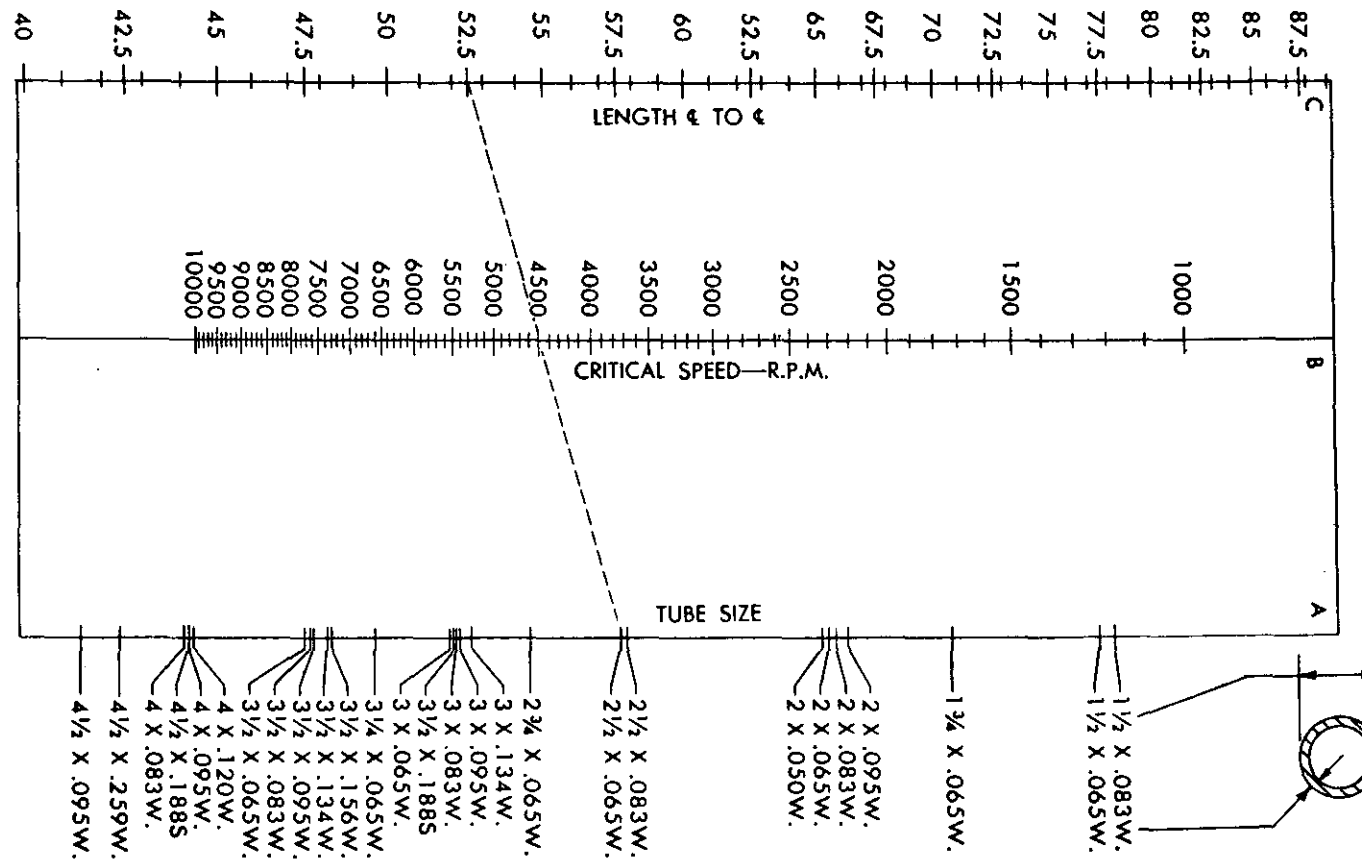 40
42.5
45
47.5
50
52.5
55
57.5
60
62.5
65
67.5
70
72.5
75
77.5
80
82.5
85
87.5
C
LENGTH ℄ TO ℄
10000
9500
9000
8500
8000
7500
7000
6500
6000
5500
5000
4500
4000
3500
3000
2500
2000
1500
1000
B
CRITICAL SPEED—R.P.M.
TUBE SIZE
A
4½ X .095W.
4½ X .259W.
4 X .083W.
4½ X .188S
4 X .095W.
4 X .120W.
3½ X .065W.
3½ X .083W.
3½ X .095W.
3½ X .134W.
3½ X .156W.
3¼ X .065W.
3 X .065W.
3½ X .188S
3 X .083W.
3 X .095W.
3 X .134W.
2¾ X .065W.
2½ X .065W.
2½ X .083W.
2 X .050W.
2 X .065W.
2 X .083W.
2 X .095W.
1¾ X .065W.
1½ X .065W.
1½ X .083W.